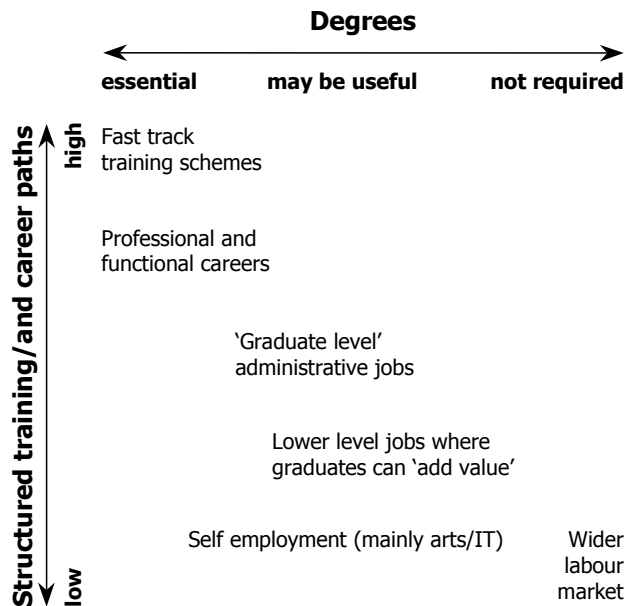 Degrees
essential may be useful not required
Structured training/and career paths
high
Fast track
training schemes
Professional and
functional careers
‘Graduate level’
administrative jobs
Lower level jobs where
graduates can ‘add value’
Self employment (mainly arts/IT)
Wider
labour
market
low